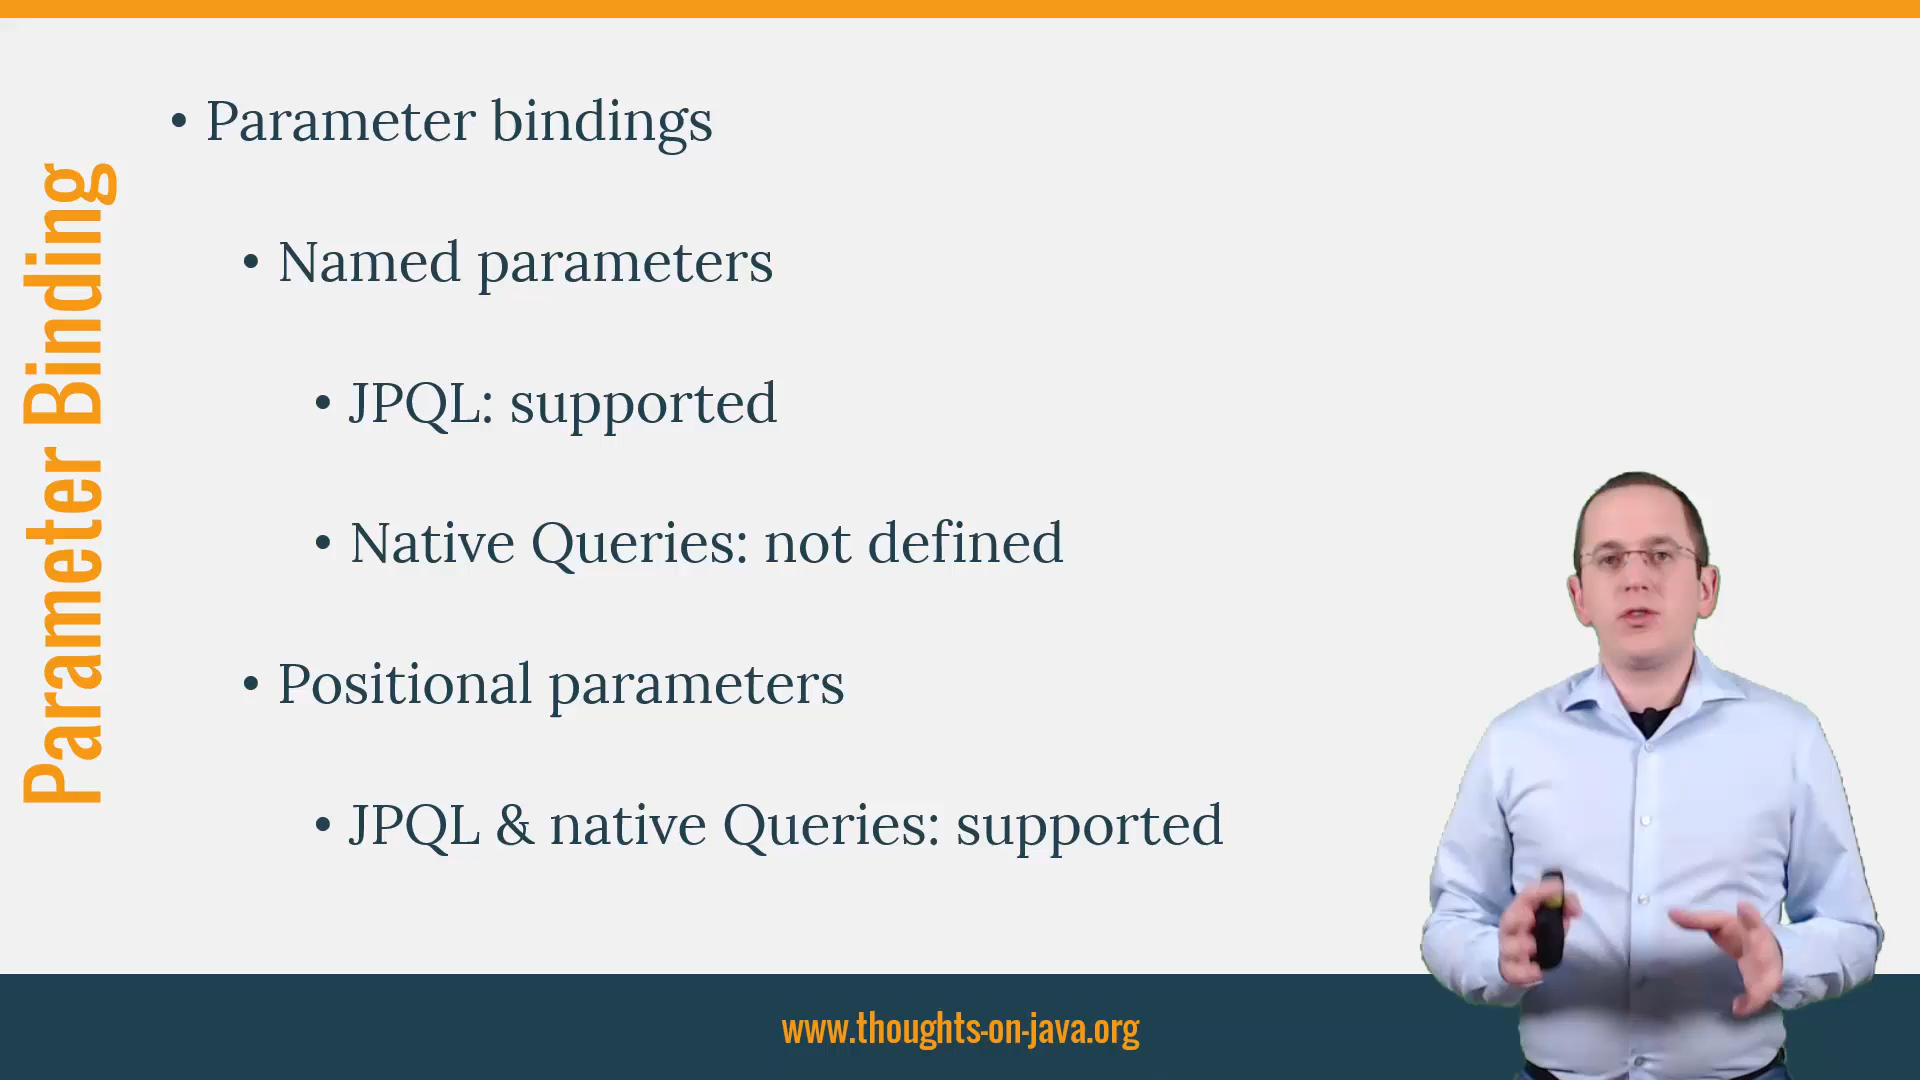 Parameter Binding
• Parameter bindings
• Named parameters
• JPQL: supported
• Native Queries: not defined
• Positional parameters
• JPQL & native Queries: supported
www.thoughts-on-java.org